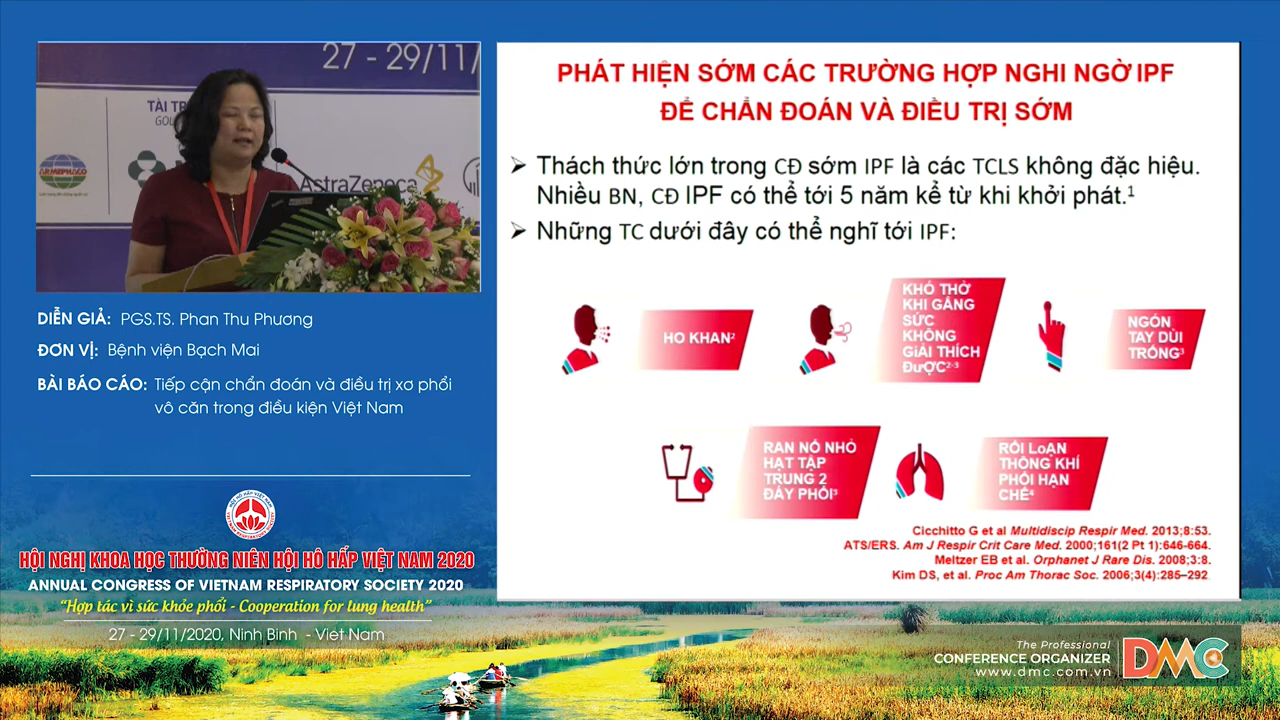 27 - 29/11/
TÀI TR
GOL
ARMEPHACO
AstraZeneca
DIỄN GIẢ: PGS.TS. Phan Thu Phương
ĐƠN VỊ: Bệnh viện Bạch Mai
BÀI BÁO CÁO: Tiếp cận chẩn đoán và điều trị xơ phổi
vô căn trong điều kiện Việt Nam
HỘI HÔ HẤP VIỆT NAM
HỘI NGHỊ KHOA HỌC THƯỜNG NIÊN HỘI HÔ HẤP VIỆT NAM 2020
ANNUAL CONGRESS OF VIETNAM RESPIRATORY SOCIETY 2020
“Hợp tác vì sức khỏe phổi - Cooperation for lung health”
27 - 29/11/2020, Ninh Binh - Viet Nam
PHÁT HIỆN SỚM CÁC TRƯỜNG HỢP NGHI NGỜ IPF
ĐỂ CHẨN ĐOÁN VÀ ĐIỀU TRỊ SỚM
➢ Thách thức lớn trong CĐ sớm IPF là các TCLS không đặc hiệu.
Nhiều BN, CĐ IPF có thể tới 5 năm kể từ khi khởi phát.¹
➢ Những TC dưới đây có thể nghĩ tới IPF:
HO KHAN²
KHÓ THỞ
KHI GẮNG
SỨC
KHÔNG
GIẢI THÍCH
ĐƯỢC²⁻³
NGÓN
TAY DÙI
TRỐNG³
RAN NỔ NHỎ
HẠT TẬP
TRUNG 2
ĐÁY PHỔI³
RỐI LOẠN
THÔNG KHÍ
PHỔI HẠN
CHẾ⁴
Cicchitto G et al Multidiscip Respir Med. 2013;8:53.
ATS/ERS. Am J Respir Crit Care Med. 2000;161(2 Pt 1):646-664.
Meltzer EB et al. Orphanet J Rare Dis. 2008;3:8.
Kim DS, et al. Proc Am Thorac Soc. 2006;3(4):285–292
The Professional
CONFERENCE ORGANIZER
www.dmc.com.vn
DMC